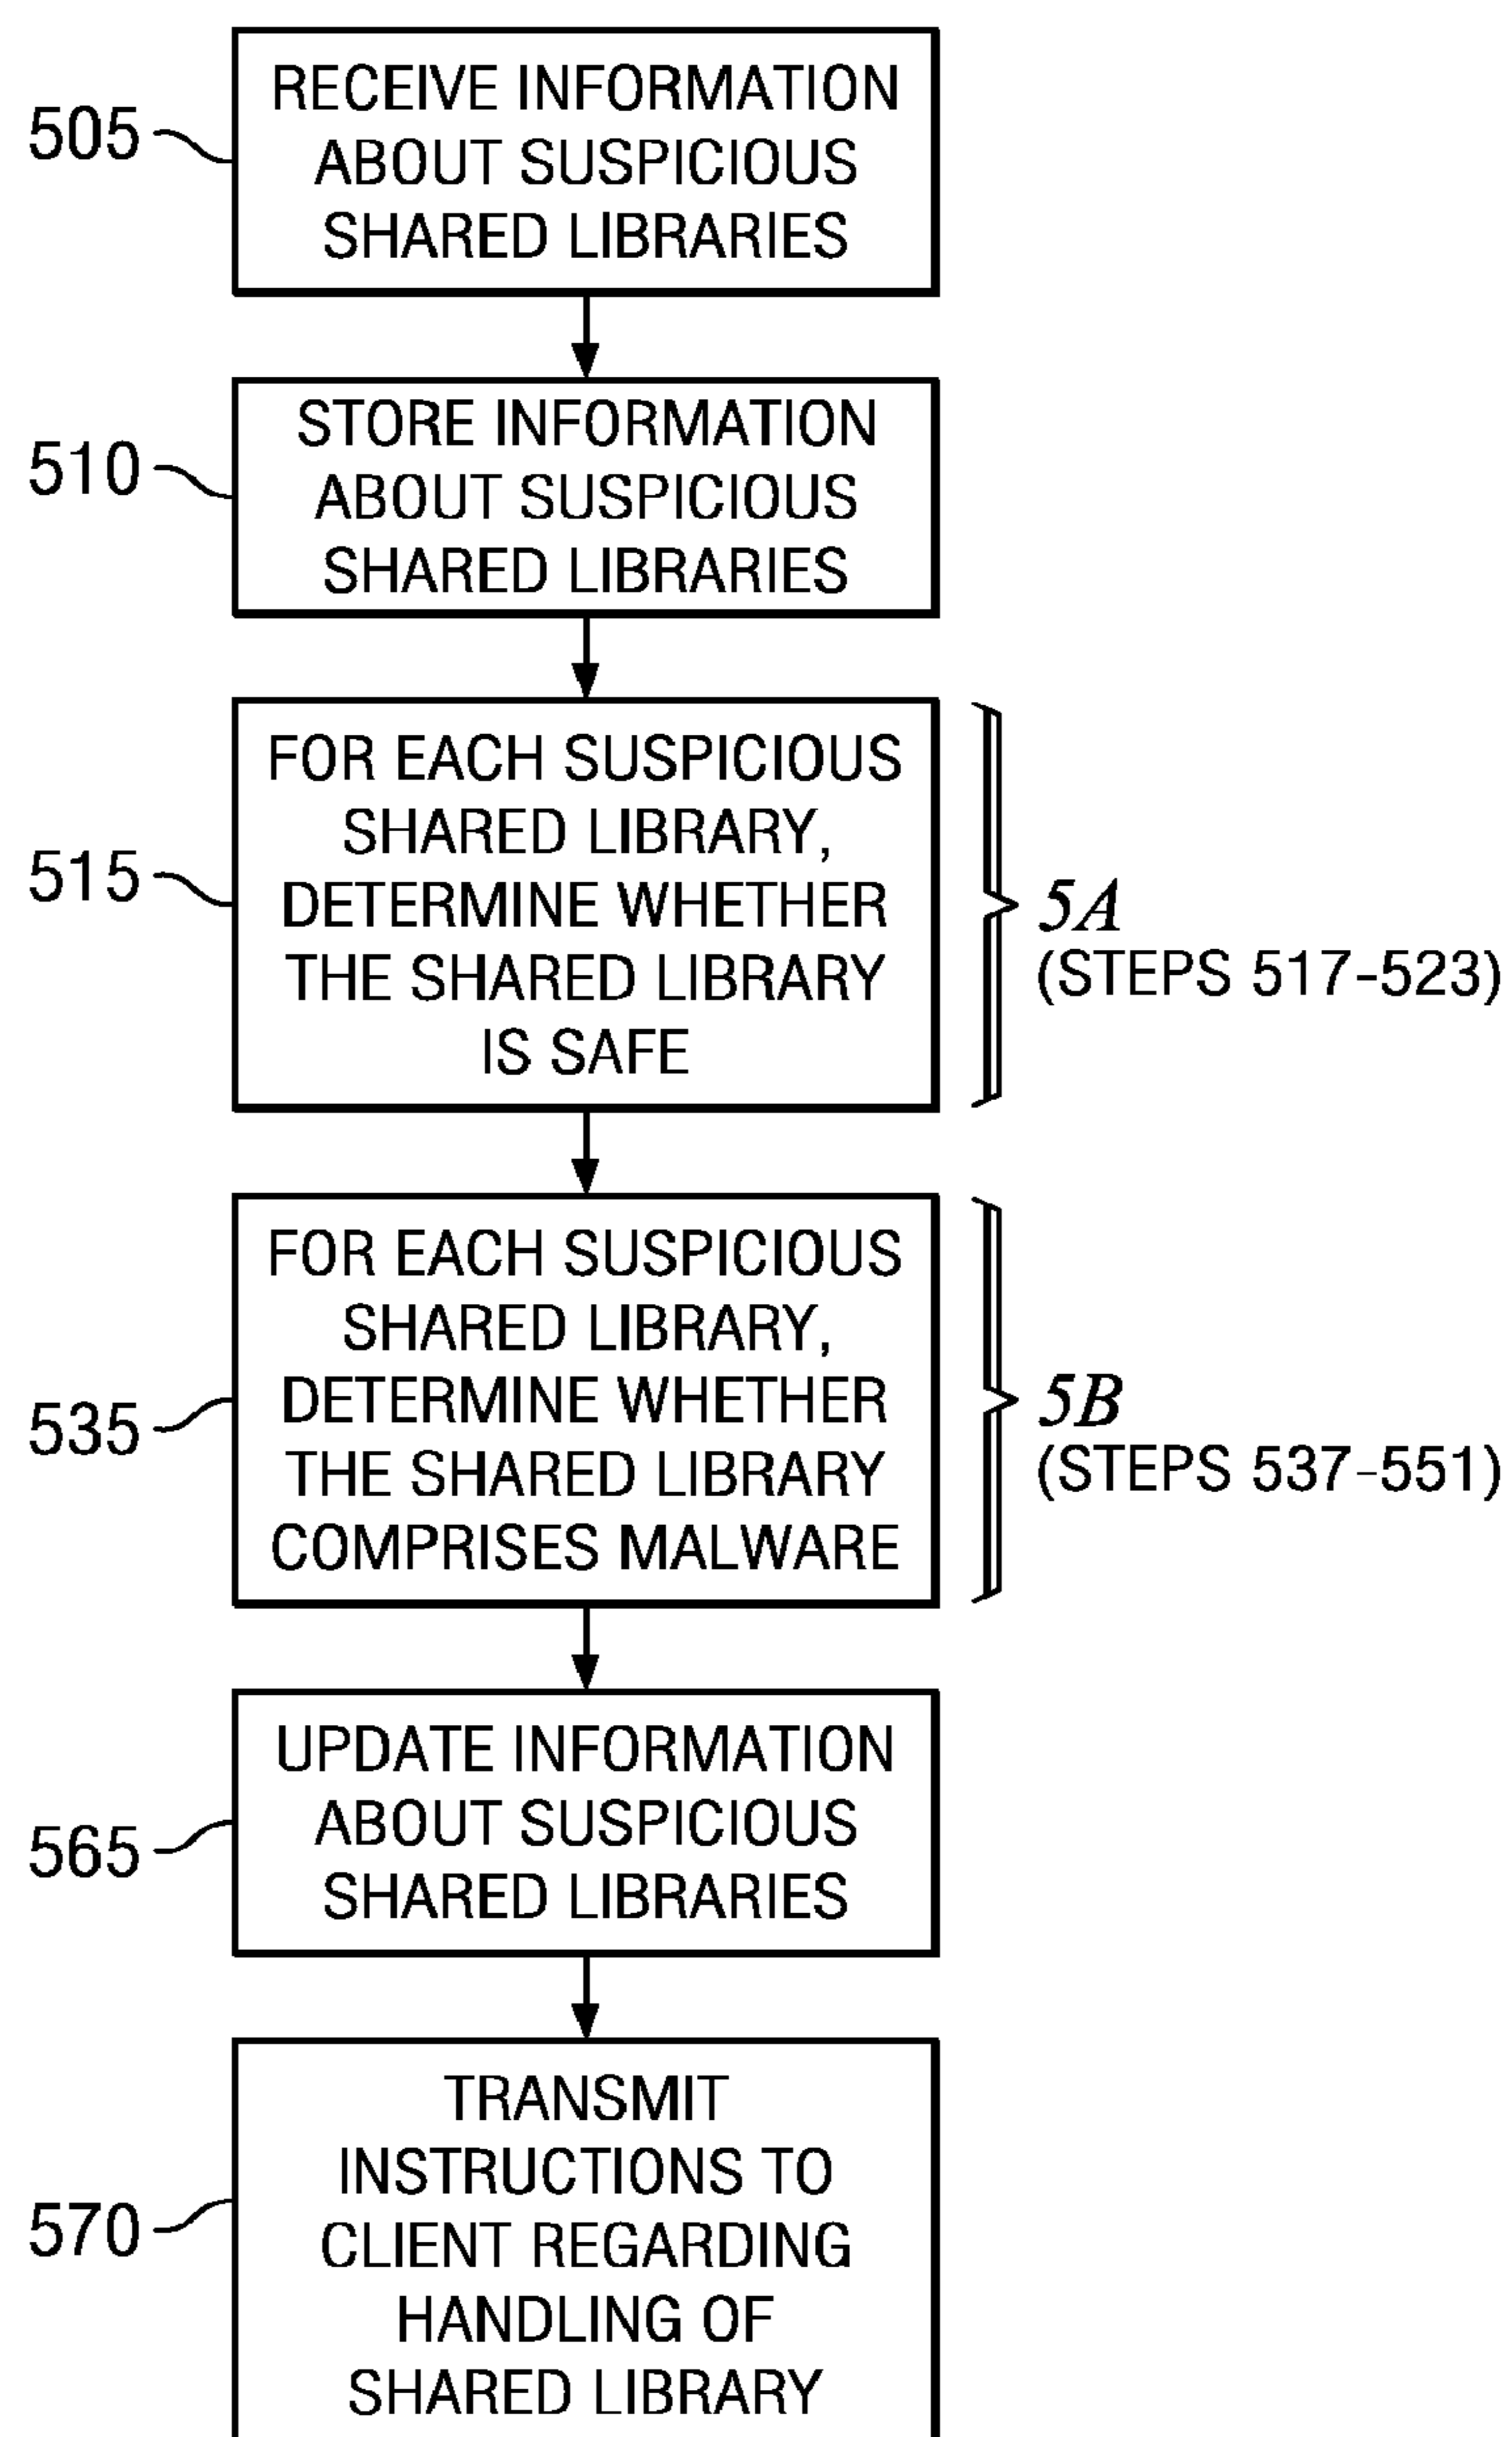 505
RECEIVE INFORMATION
ABOUT SUSPICIOUS
SHARED LIBRARIES
510
STORE INFORMATION
ABOUT SUSPICIOUS
SHARED LIBRARIES
515
FOR EACH SUSPICIOUS
SHARED LIBRARY,
DETERMINE WHETHER
THE SHARED LIBRARY
IS SAFE
5A
(STEPS 517-523)
535
FOR EACH SUSPICIOUS
SHARED LIBRARY,
DETERMINE WHETHER
THE SHARED LIBRARY
COMPRISES MALWARE
5B
(STEPS 537-551)
565
UPDATE INFORMATION
ABOUT SUSPICIOUS
SHARED LIBRARIES
570
TRANSMIT
INSTRUCTIONS TO
CLIENT REGARDING
HANDLING OF
SHARED LIBRARY